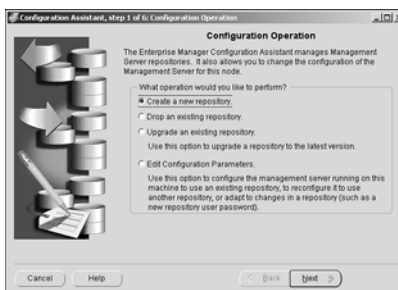 Configuration Assistant, step 1 of 6: Configuration Operation
Configuration Operation
The Enterprise Manager Configuration Assistant manages Management
Server repositories. It also allows you to change the configuration of the
Management Server for this node.
What operation would you like to perform?
Create a new repository.
Drop an existing repository.
Upgrade an existing repository.
Use this option to upgrade a repository to the latest version.
Edit Configuration Parameters.
Use this option to configure the management server running on this
machine to use an existing repository, to reconfigure it to use
another repository, or adapt to changes in a repository (such as a
new repository user password).
Cancel
Help
Back
Next